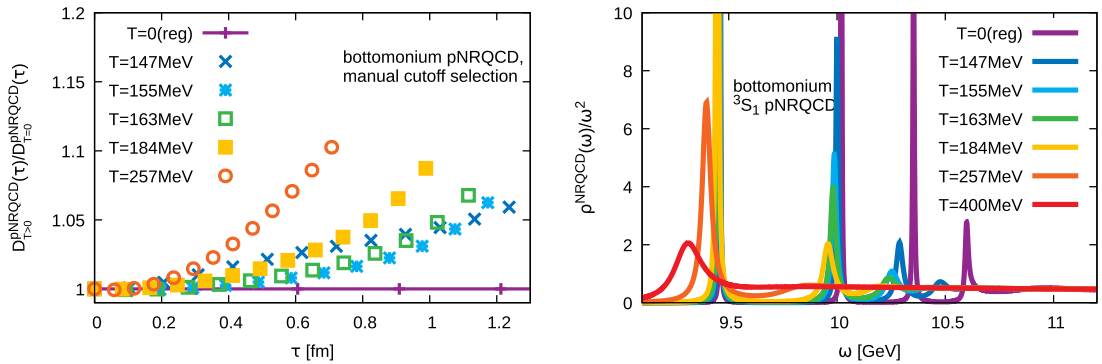 1.2
1.15
1.1
1.05
1
D_{T>0}^{pNRQCD}(τ)/D_{T=0}^{pNRQCD}(τ)
T=0(reg)
T=147MeV
T=155MeV
T=163MeV
T=184MeV
T=257MeV
bottomonium pNRQCD,
manual cutoff selection
0 0.2 0.4 0.6 0.8 1 1.2
τ [fm]
10
8
6
4
2
0
ρ^{NRQCD}(ω)/ω²
bottomonium
³S₁ pNRQCD
T=0(reg)
T=147MeV
T=155MeV
T=163MeV
T=184MeV
T=257MeV
T=400MeV
9.5 10 10.5 11
ω [GeV]